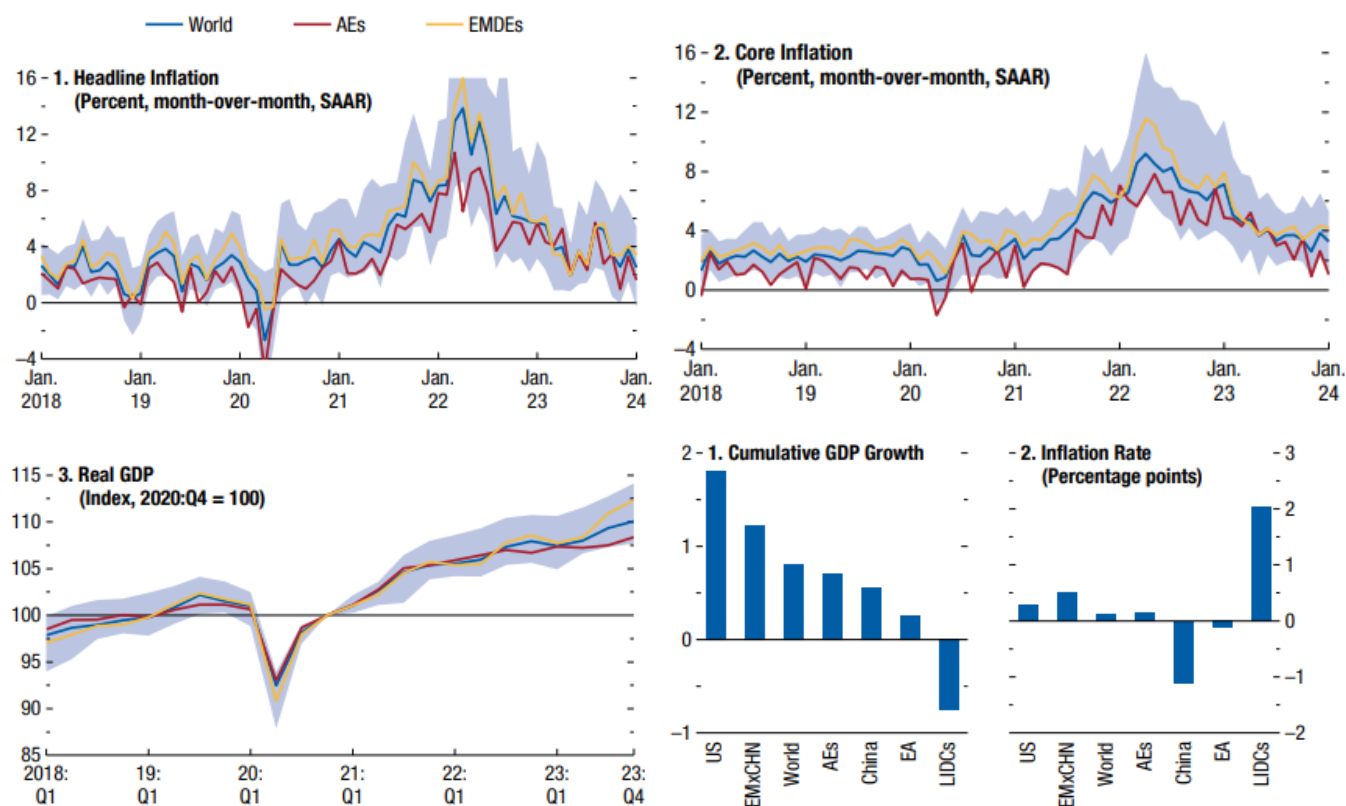 World AEs EMDEs
1. Headline Inflation
(Percent, month-over-month, SAAR)
16
12
8
4
0
–4
Jan.
2018
Jan.
19
Jan.
20
Jan.
21
Jan.
22
Jan.
23
Jan.
24
2. Core Inflation
(Percent, month-over-month, SAAR)
16
12
8
4
0
–4
Jan.
2018
Jan.
19
Jan.
20
Jan.
21
Jan.
22
Jan.
23
Jan.
24
3. Real GDP
(Index, 2020:Q4 = 100)
115
110
105
100
95
90
85
2018:
Q1
19:
Q1
20:
Q1
21:
Q1
22:
Q1
23:
Q1
23:
Q4
1. Cumulative GDP Growth
2
1
0
–1
US
EMxCHN
World
AEs
China
EA
LIDCs
2. Inflation Rate
(Percentage points)
3
2
1
0
–1
–2
US
EMxCHN
World
AEs
China
EA
LIDCs